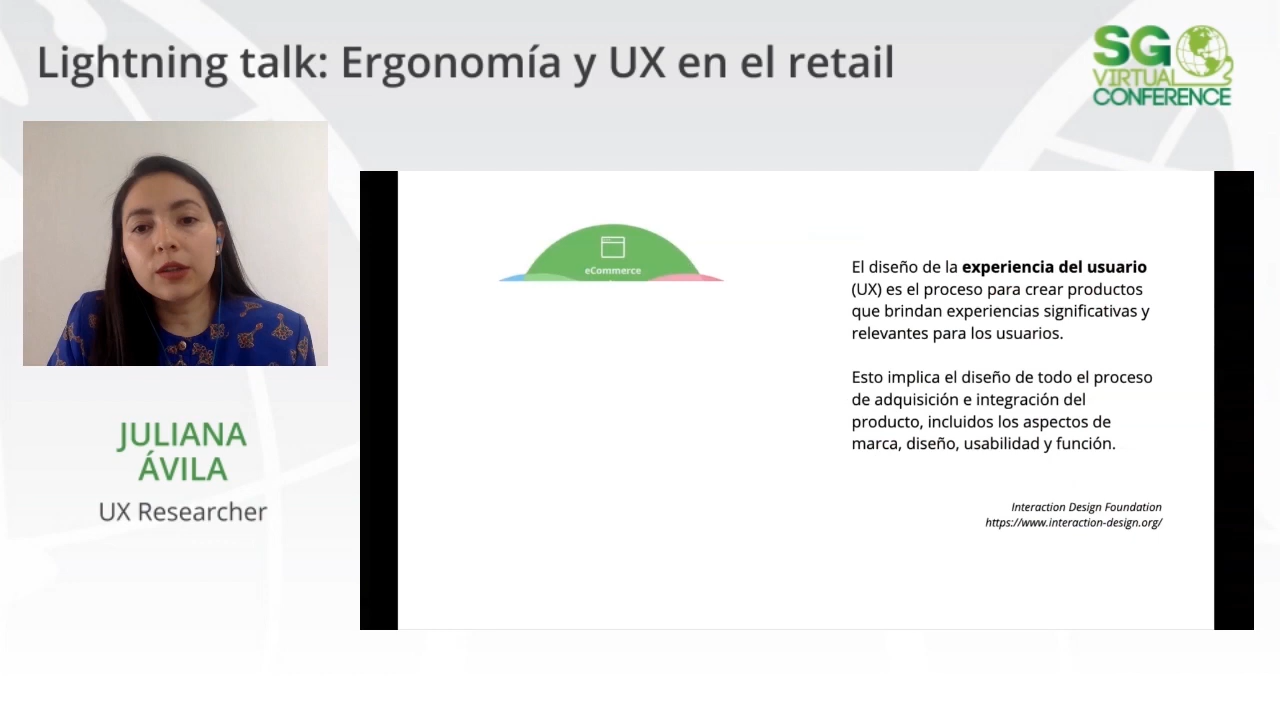 Lightning talk: Ergonomía y UX en el retail
SG
VIRTUAL
CONFERENCE
JULIANA
ÁVILA
UX Researcher
eCommerce
El diseño de la experiencia del usuario
(UX) es el proceso para crear productos
que brindan experiencias significativas y
relevantes para los usuarios.
Esto implica el diseño de todo el proceso
de adquisición e integración del
producto, incluidos los aspectos de
marca, diseño, usabilidad y función.
Interaction Design Foundation
https://www.interaction-design.org/